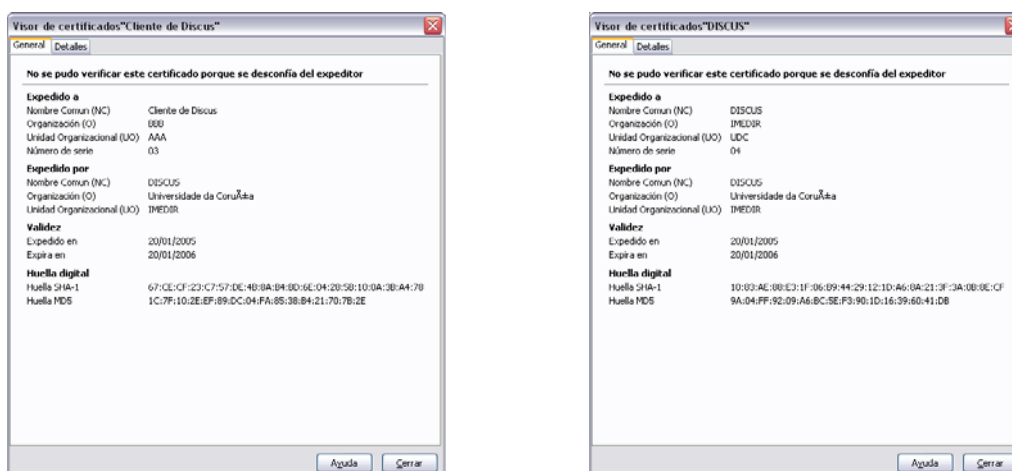 Visor de certificados"Cliente de Discus"
General Detalles
No se pudo verificar este certificado porque se desconfía del expeditor
Expedido a
Nombre Comun (NC) Cliente de Discus
Organización (O) BBB
Unidad Organizacional (UO) AAA
Número de serie 03
Expedido por
Nombre Comun (NC) DISCUS
Organización (O) Universidade da CoruÃ±a
Unidad Organizacional (UO) IMEDIR
Validez
Expedido en 20/01/2005
Expira en 20/01/2006
Huella digital
Huella SHA-1 67:CE:CF:23:C7:57:DE:4B:8A:B4:8D:6E:04:28:5B:10:0A:3B:A4:78
Huella MD5 1C:7F:10:2E:EF:89:DC:04:FA:85:38:B4:21:70:7B:2E
Ayuda Cerrar
Visor de certificados"DISCUS"
General Detalles
No se pudo verificar este certificado porque se desconfía del expeditor
Expedido a
Nombre Comun (NC) DISCUS
Organización (O) IMEDIR
Unidad Organizacional (UO) UDC
Número de serie 04
Expedido por
Nombre Comun (NC) DISCUS
Organización (O) Universidade da CoruÃ±a
Unidad Organizacional (UO) IMEDIR
Validez
Expedido en 20/01/2005
Expira en 20/01/2006
Huella digital
Huella SHA-1 10:83:AE:88:E3:1F:06:B9:44:29:12:1D:A6:8A:21:3F:3A:0B:8E:CF
Huella MD5 9A:04:FF:92:09:A6:BC:5E:F3:90:1D:16:39:60:41:DB
Ayuda Cerrar